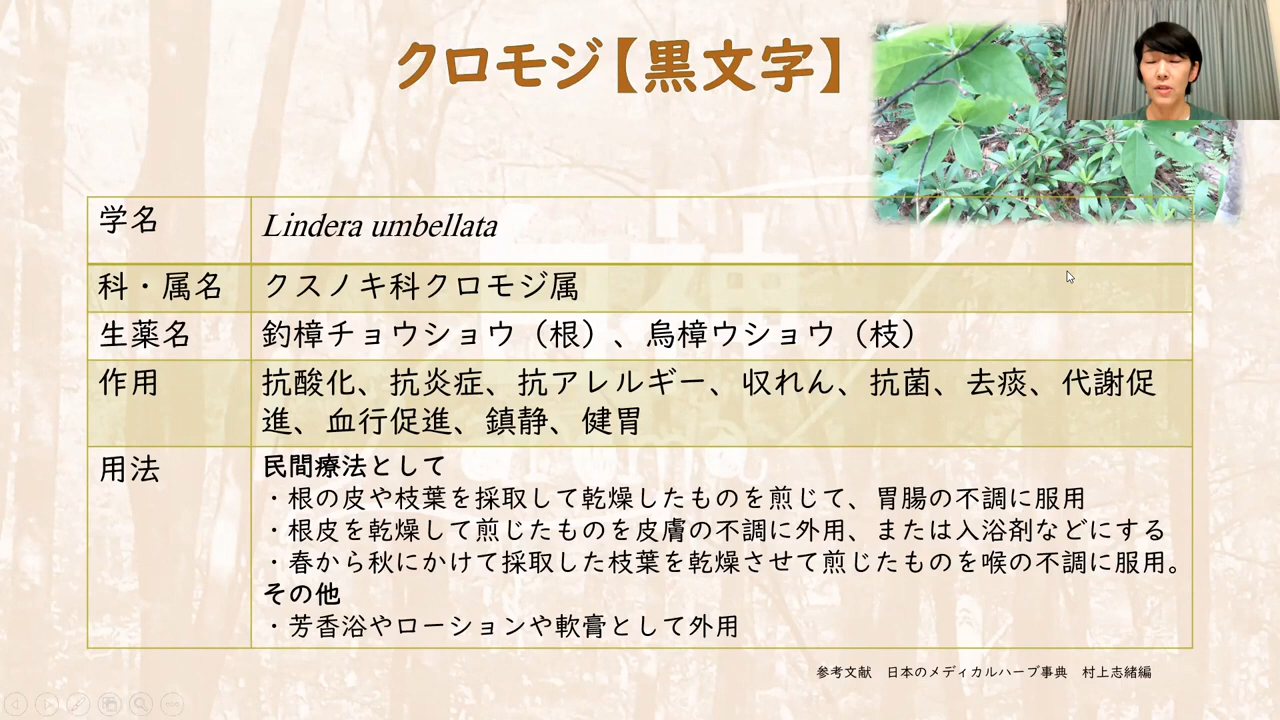 クロモジ【黒文字】
学名 Lindera umbellata
科・属名 クスノキ科クロモジ属
生薬名 釣樟チョウショウ（根）、烏樟ウショウ（枝）
作用 抗酸化、抗炎症、抗アレルギー、収れん、抗菌、去痰、代謝促
進、血行促進、鎮静、健胃
用法 民間療法として
・根の皮や枝葉を採取して乾燥したものを煎じて、胃腸の不調に服用
・根皮を乾燥して煎じたものを皮膚の不調に外用、または入浴剤などにする
・春から秋にかけて採取した枝葉を乾燥させて煎じたものを喉の不調に服用。
その他
・芳香浴やローションや軟膏として外用
参考文献　日本のメディカルハーブ事典　村上志緒編